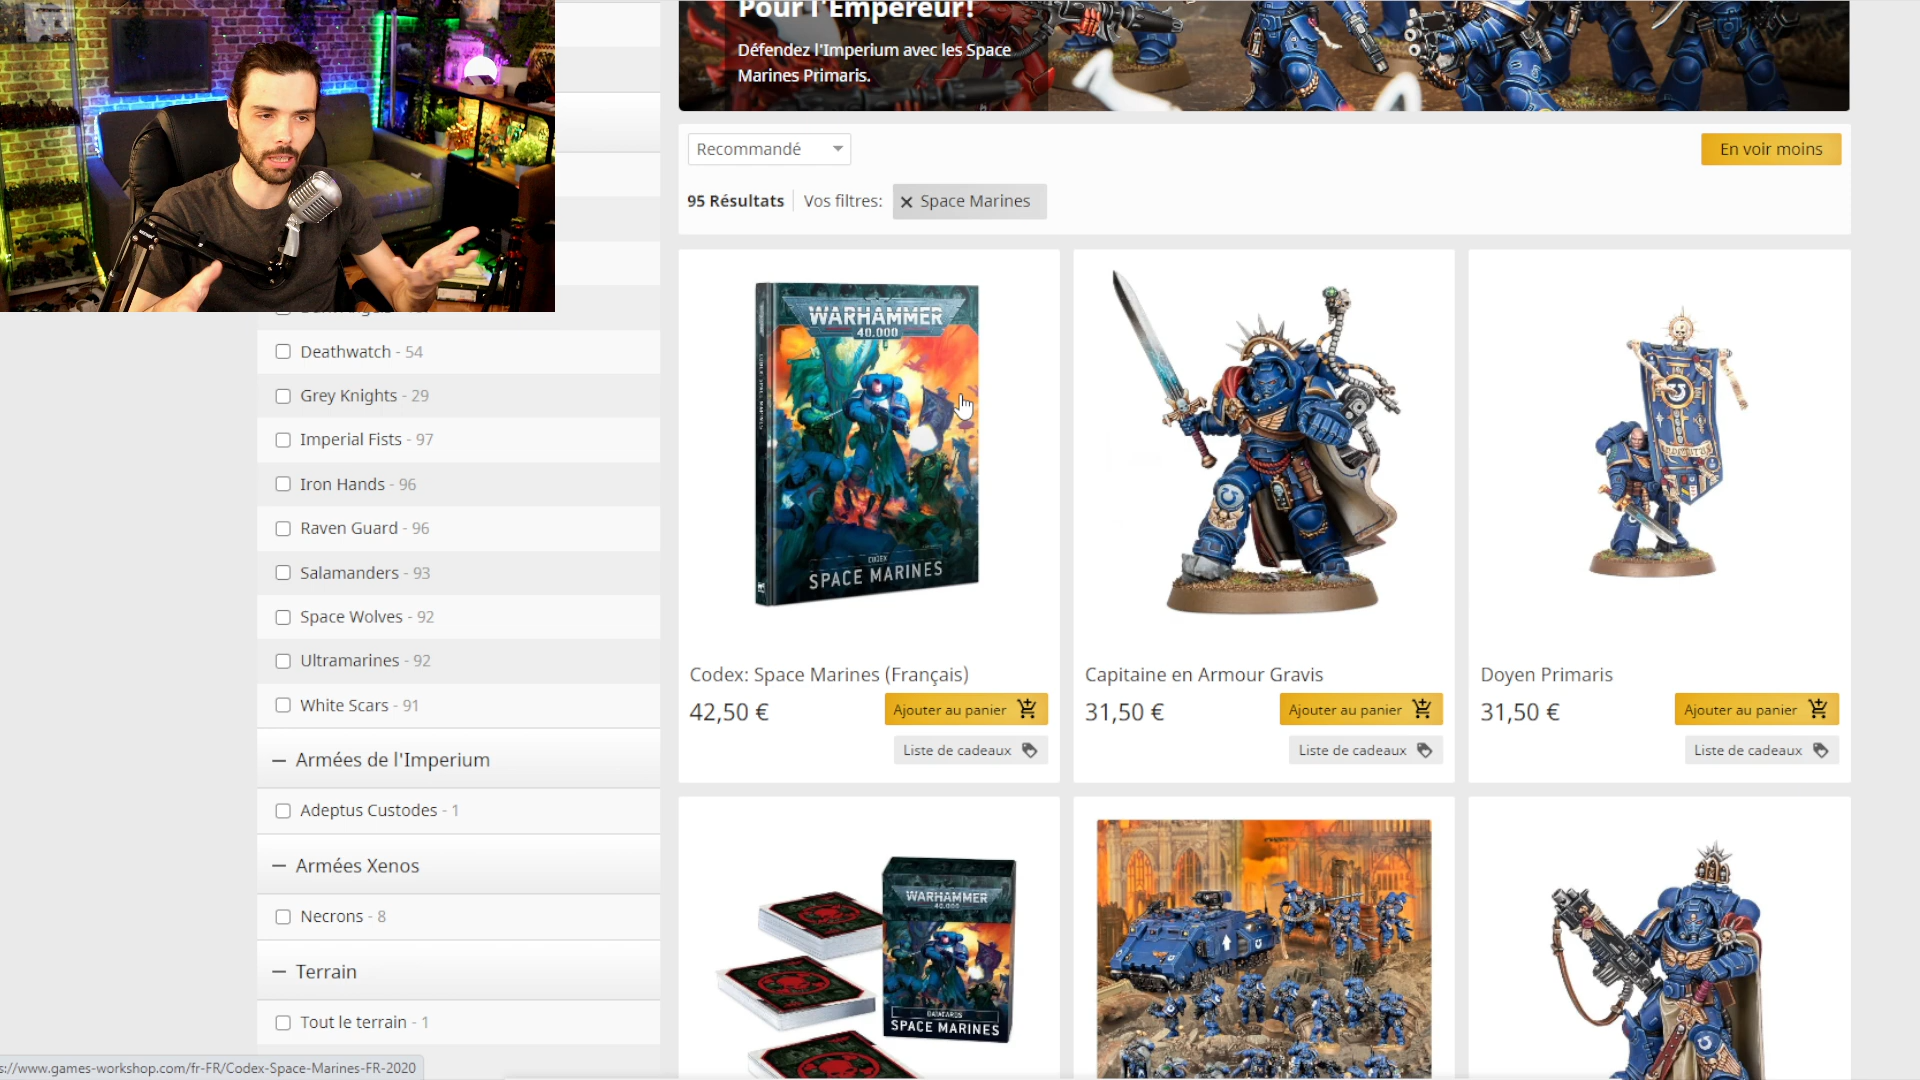 Pour l'Empereur!
Défendez l'Imperium avec les Space
Marines Primaris.
Recommandé
En voir moins
95 Résultats
Vos filtres:
Space Marines
Deathwatch - 54
Grey Knights - 29
Imperial Fists - 97
Iron Hands - 96
Raven Guard - 96
Salamanders - 93
Space Wolves - 92
Ultramarines - 92
White Scars - 91
Armées de l'Imperium
Adeptus Custodes - 1
Armées Xenos
Necrons - 8
Terrain
Tout le terrain - 1
WARHAMMER
40,000
CODEX
SPACE MARINES
Codex: Space Marines (Français)
42,50 €
Ajouter au panier
Liste de cadeaux
Capitaine en Armour Gravis
31,50 €
Ajouter au panier
Liste de cadeaux
Doyen Primaris
31,50 €
Ajouter au panier
Liste de cadeaux
WARHAMMER
40,000
DATACARDS
SPACE MARINES
s://www.games-workshop.com/fr-FR/Codex-Space-Marines-FR-2020